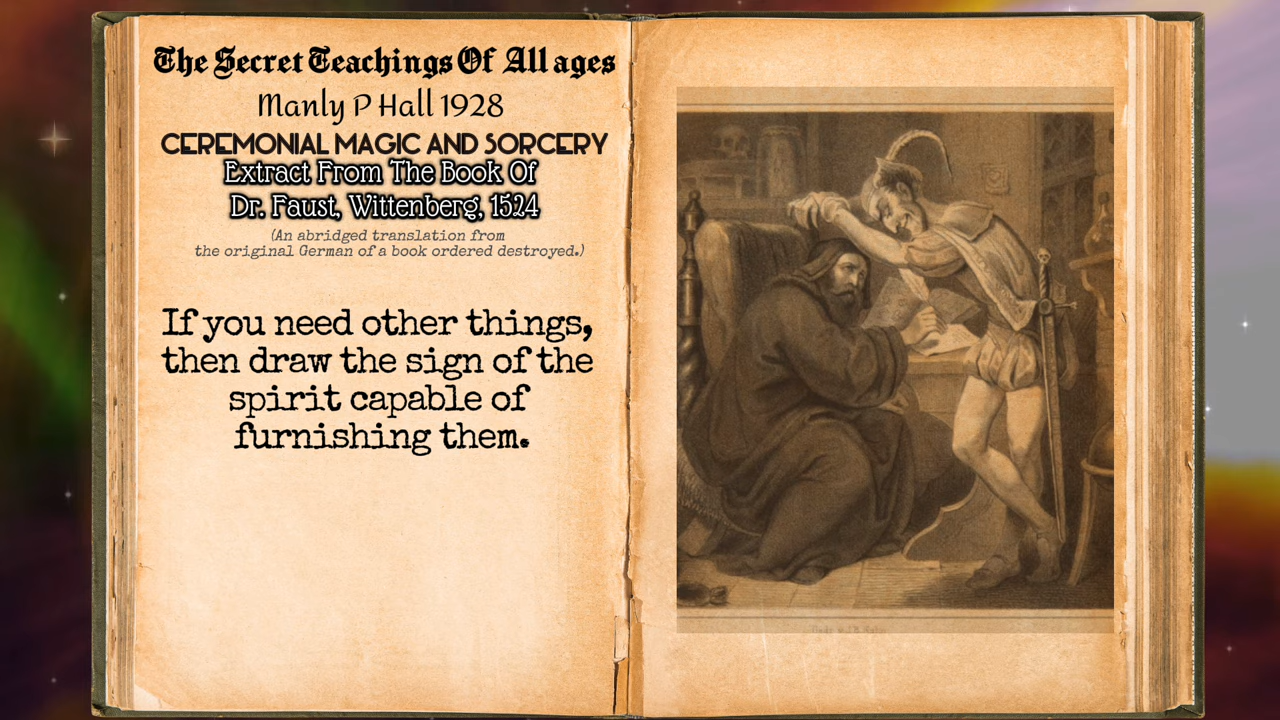 The Secret Teachings Of All ages
Manly P Hall 1928
CEREMONIAL MAGIC AND SORCERY
Extract From The Book Of
Dr. Faust, Wittenberg, 1524
(An abridged translation from
the original German of a book ordered destroyed.)
If you need other things,
then draw the sign of the
spirit capable of
furnishing them.